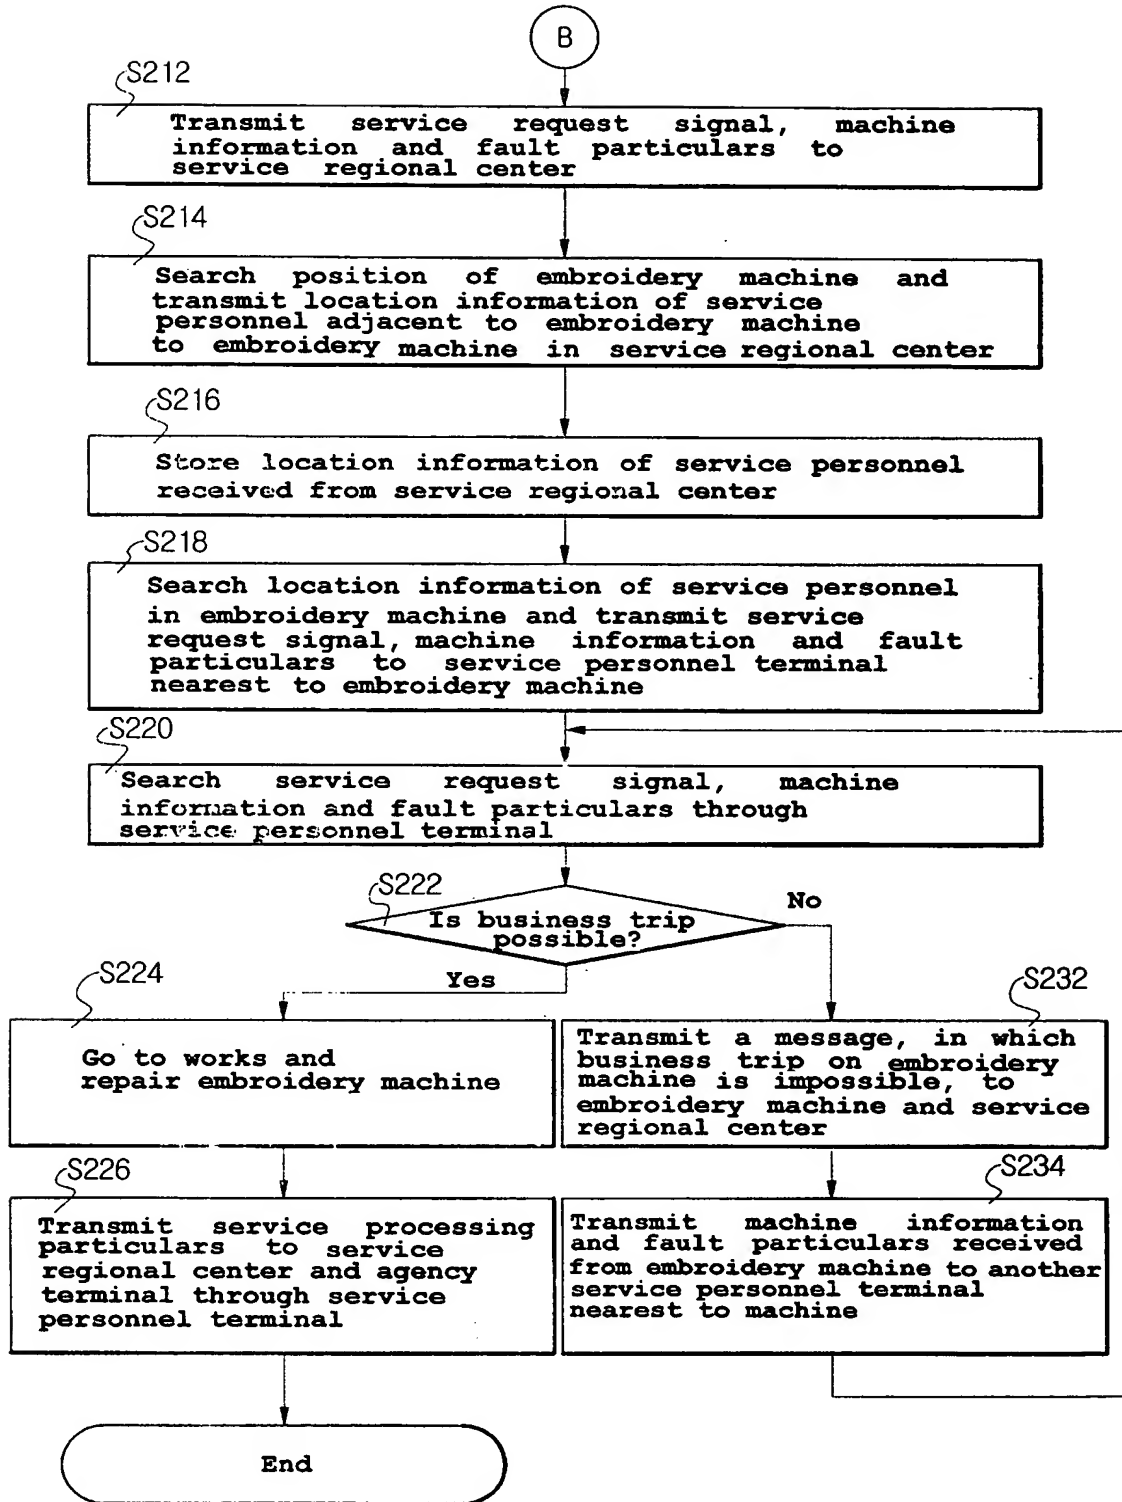 B
S212
Transmit service request signal, machine
information and fault particulars to
service regional center
S214
Search position of embroidery machine and
transmit location information of service
personnel adjacent to embroidery machine
to embroidery machine in service regional center
S216
Store location information of service personnel
received from service regional center
S218
Search location information of service personnel
in embroidery machine and transmit service
request signal, machine information and fault
particulars to service personnel terminal
nearest to embroidery machine
S220
Search service request signal, machine
information and fault particulars through
service personnel terminal
S222
Is business trip
possible?
No
Yes
S224
Go to works and
repair embroidery machine
S232
Transmit a message, in which
business trip on embroidery
machine is impossible, to
embroidery machine and service
regional center
S226
Transmit service processing
particulars to service
regional center and agency
terminal through service
personnel terminal
S234
Transmit machine information
and fault particulars received
from embroidery machine to another
service personnel terminal
nearest to machine
End